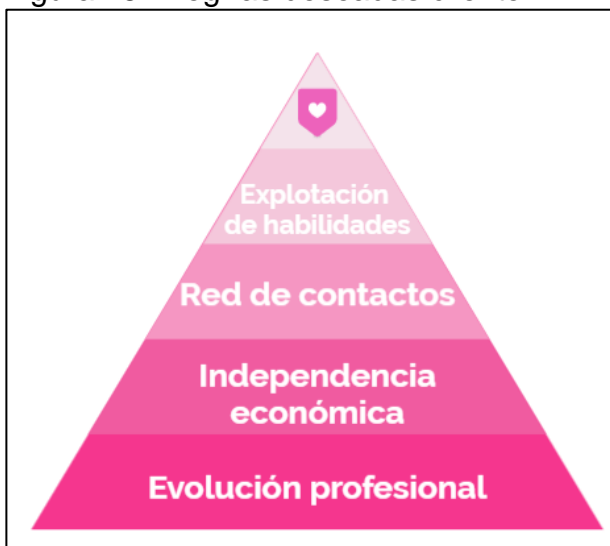 Explotación
de habilidades
Red de contactos
Independencia
económica
Evolución profesional